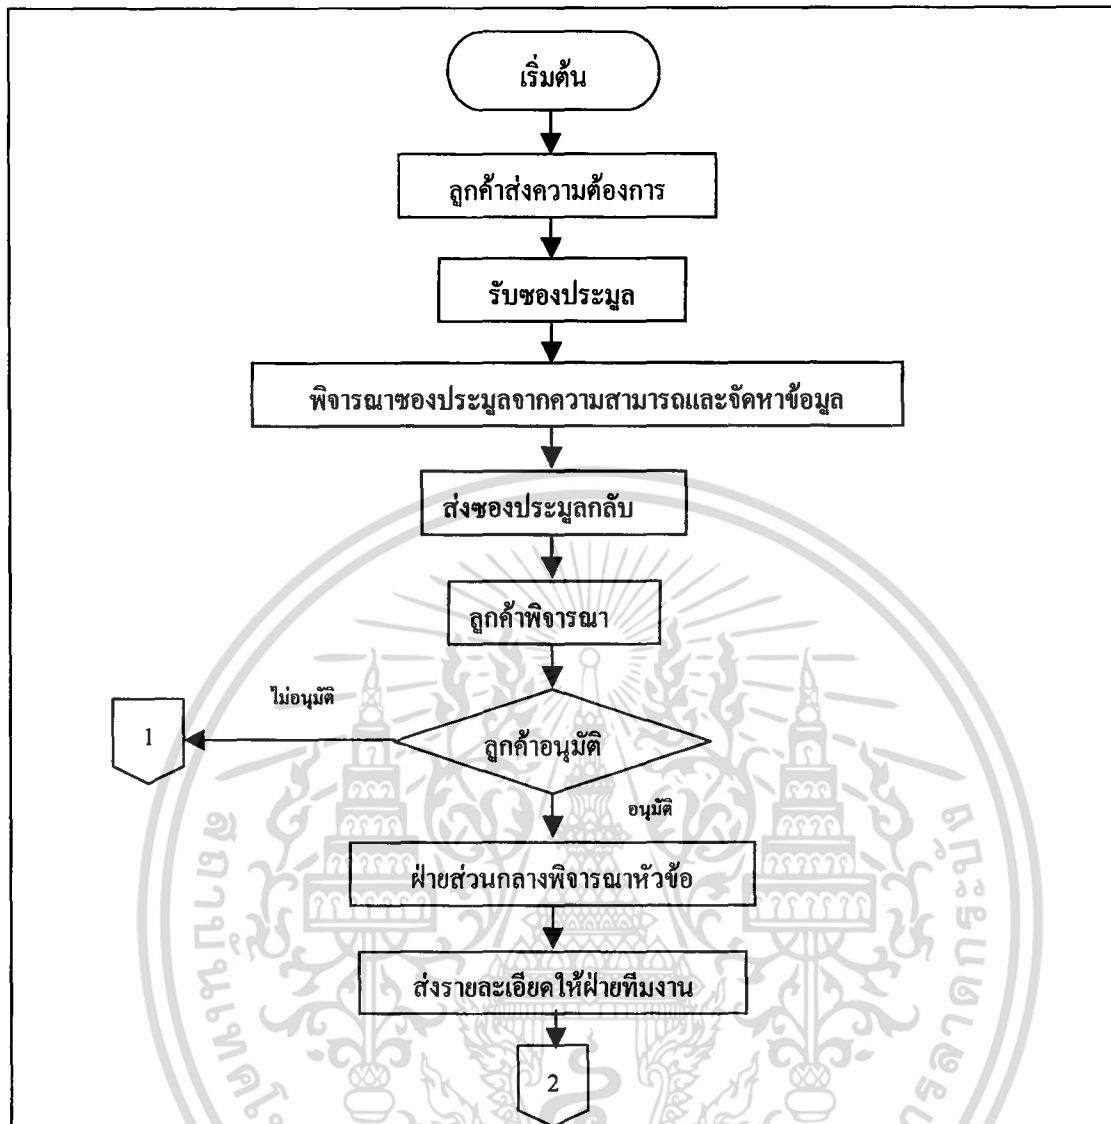 เริ่มต้น
ลูกค้าส่งความต้องการ
รับซองประมูล
พิจารณาซองประมูลจากความสามารถและจัดหาข้อมูล
ส่งซองประมูลกลับ
ลูกค้าพิจารณา
ไม่อนุมัติ
1
ลูกค้าอนุมัติ
อนุมัติ
ฝ่ายส่วนกลางพิจารณาหัวข้อ
ส่งรายละเอียดให้ฝ่ายทีมงาน
2